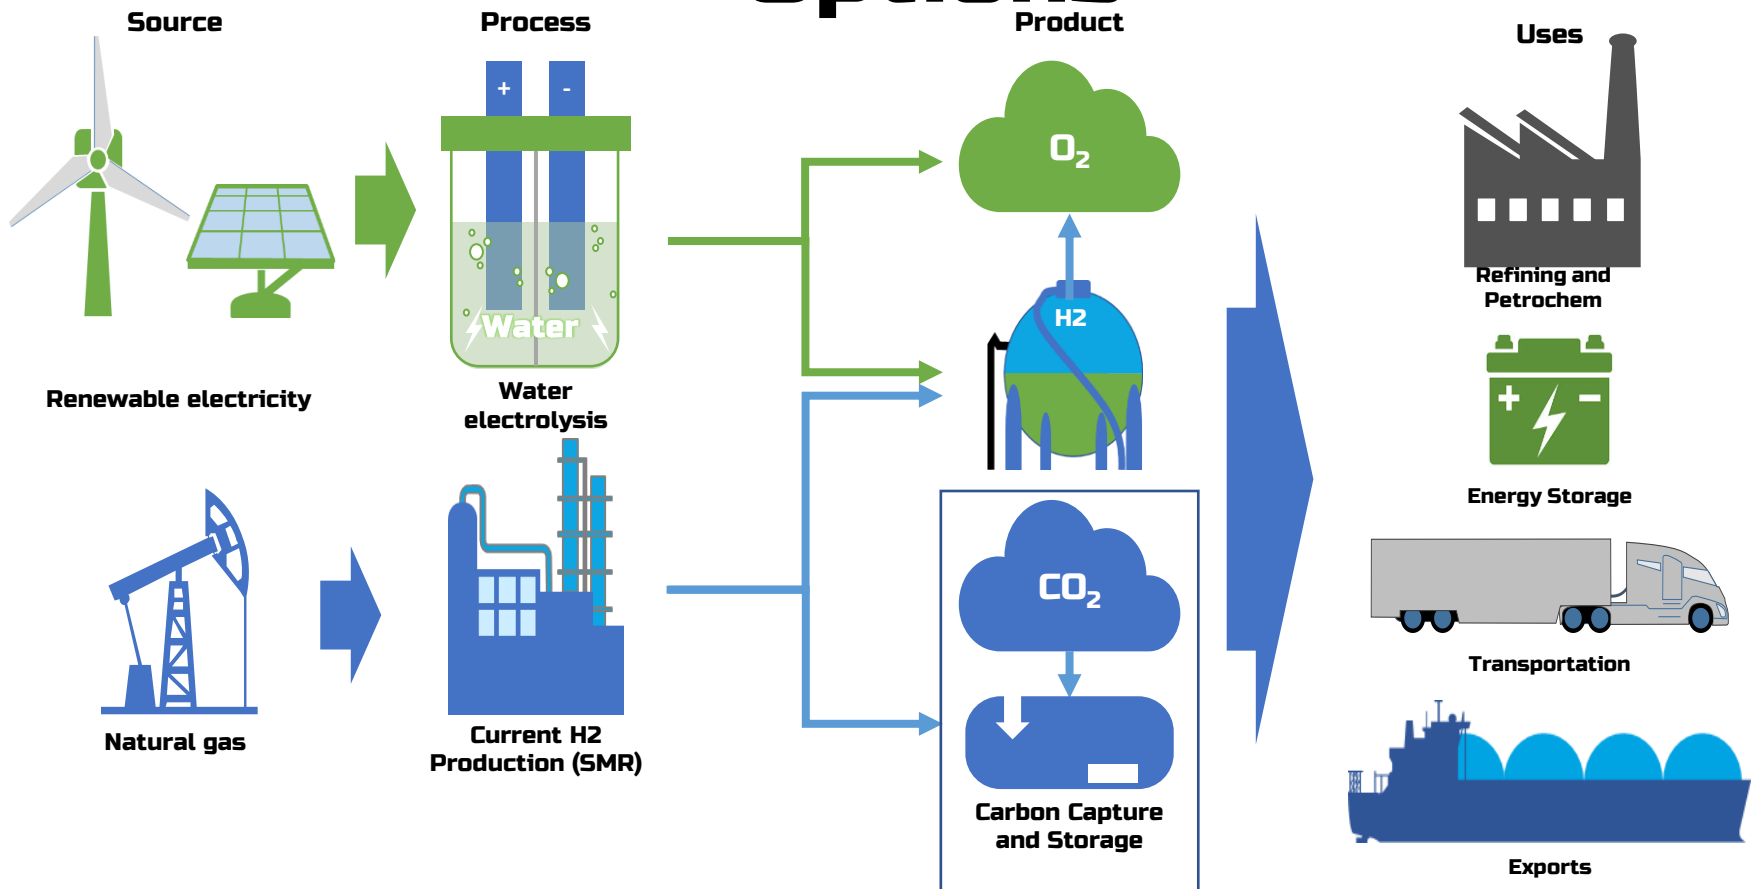 Options
Source
Process
Product
Uses
+
-
O₂
H2
Water
Renewable electricity
Water
electrolysis
Refining and
Petrochem
+ -
Energy Storage
CO₂
Transportation
Natural gas
Current H2
Production (SMR)
Carbon Capture
and Storage
Exports